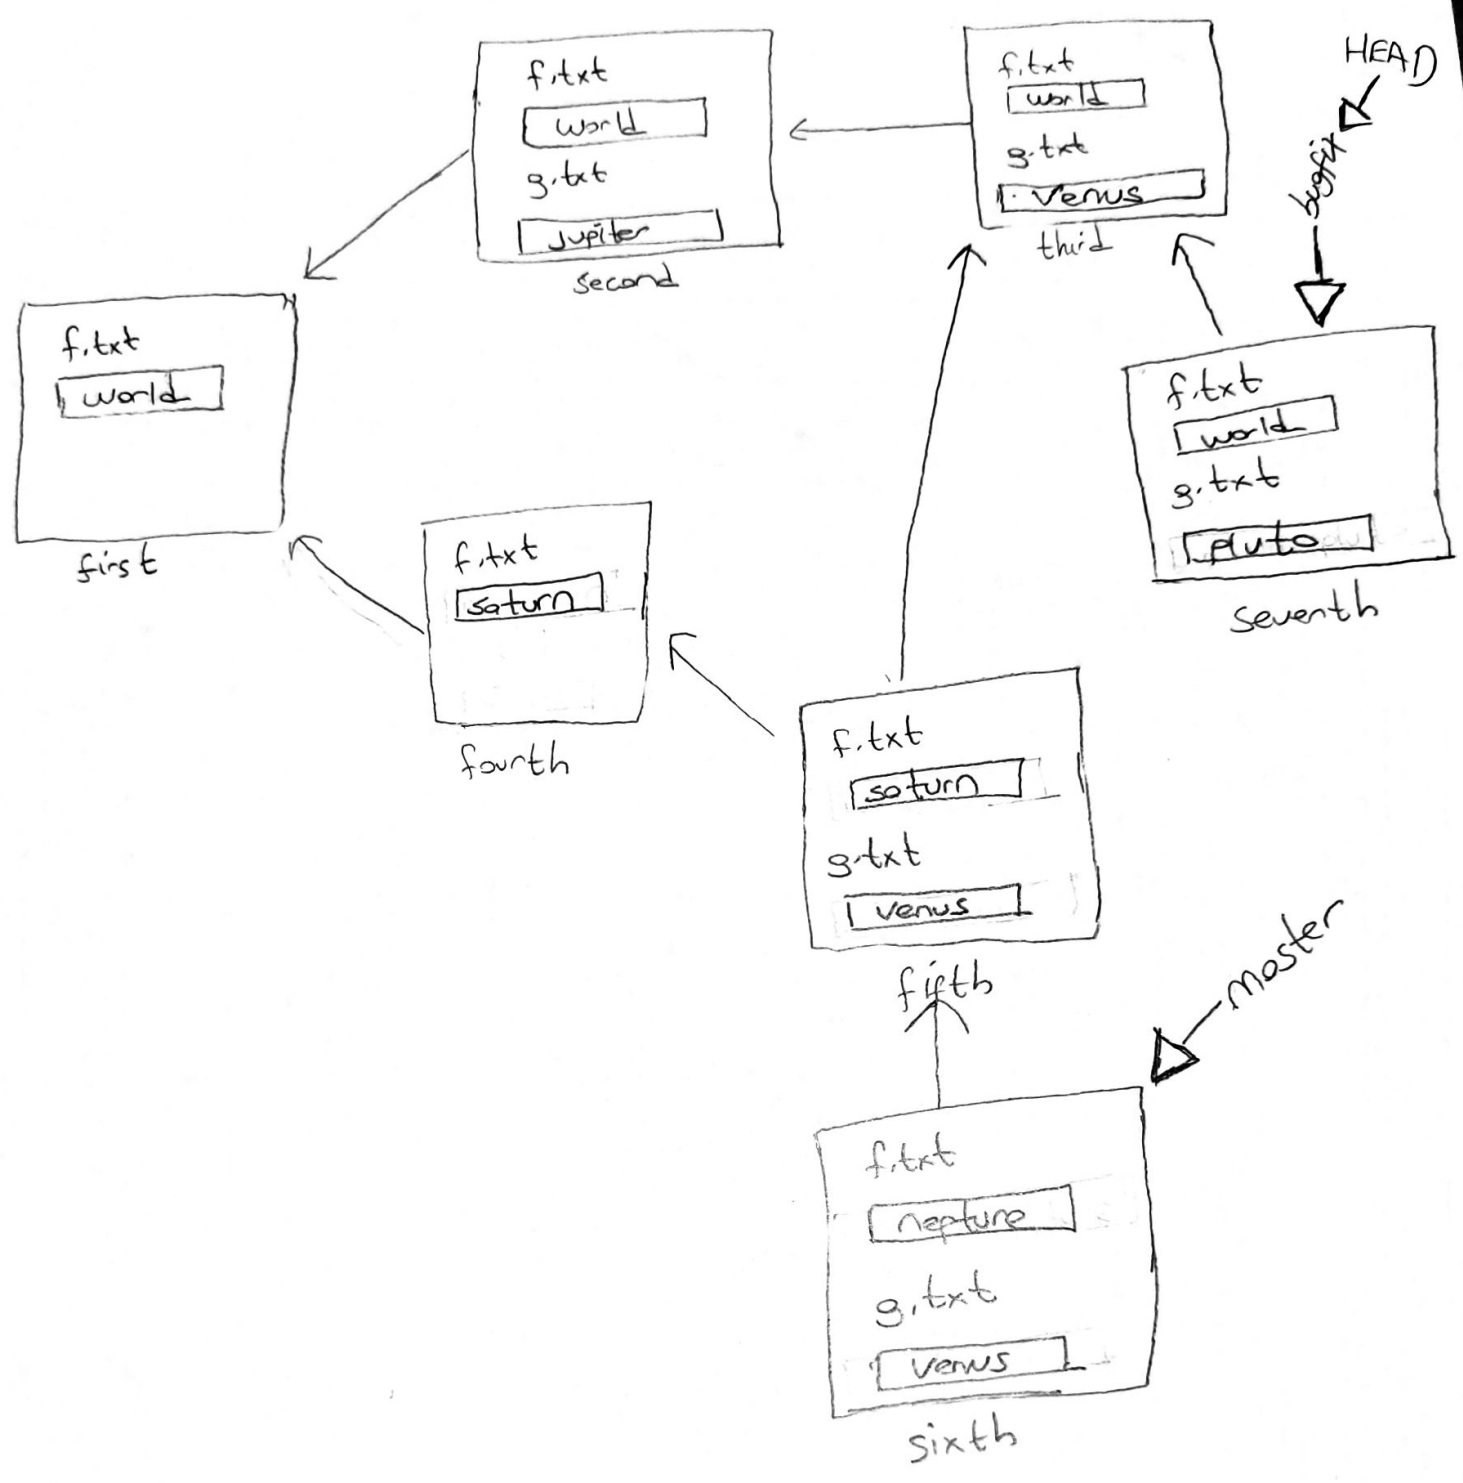 f.txt
world
g.txt
jupiter
second
f.txt
world
g.txt
venus
third
HEAD
bugfix
f.txt
world
first
f.txt
world
g.txt
pluto
seventh
f.txt
saturn
fourth
f.txt
saturn
g.txt
venus
fifth
master
f.txt
neptune
g.txt
venus
sixth